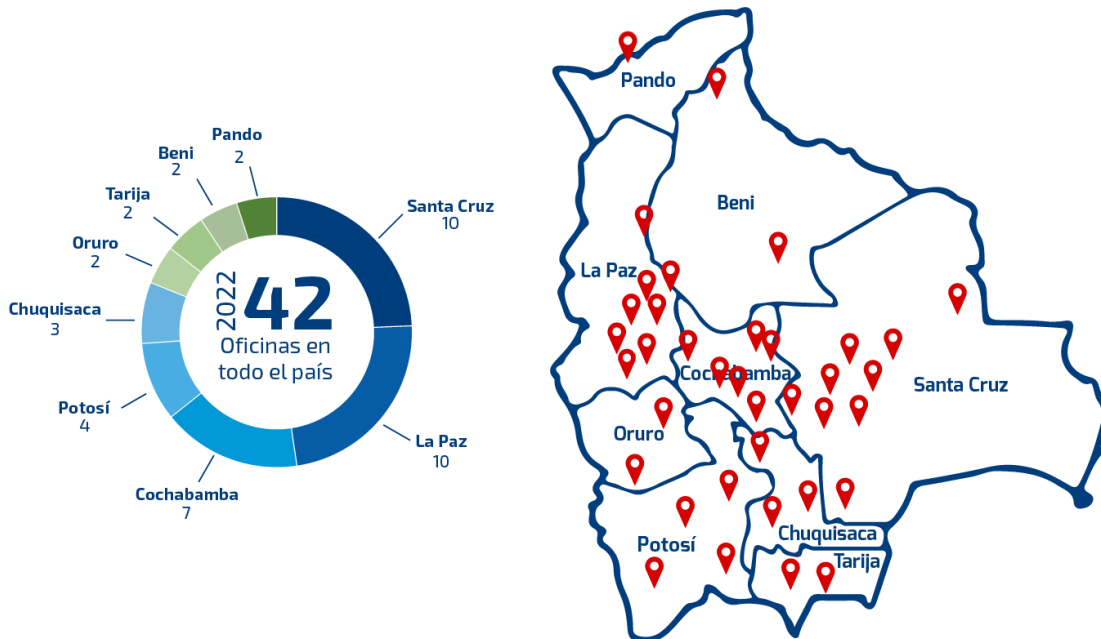 Pando
2
Beni
2
Tarija
2
Oruro
2
Chuquisaca
3
Potosí
4
Cochabamba
7
La Paz
10
Santa Cruz
10
2022
42
Oficinas en
todo el país
Pando
Beni
La Paz
Cochabamba
Santa Cruz
Oruro
Potosí
Chuquisaca
Tarija